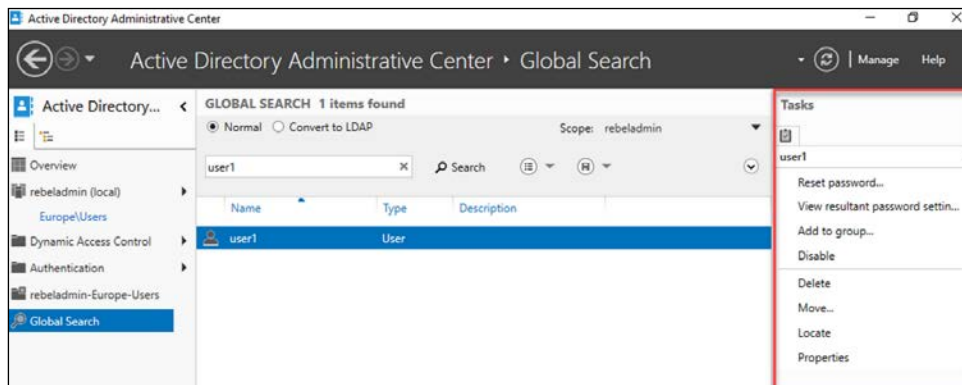 Active Directory Administrative Center
Active Directory Administrative Center • Global Search
Manage Help
Active Directory...
Overview
rebeladmin (local)
Europe\Users
Dynamic Access Control
Authentication
rebeladmin-Europe-Users
Global Search
GLOBAL SEARCH 1 items found
Normal Convert to LDAP Scope: rebeladmin
user1 Search
Name Type Description
user1 User
Tasks
user1
Reset password...
View resultant password settin...
Add to group...
Disable
Delete
Move...
Locate
Properties